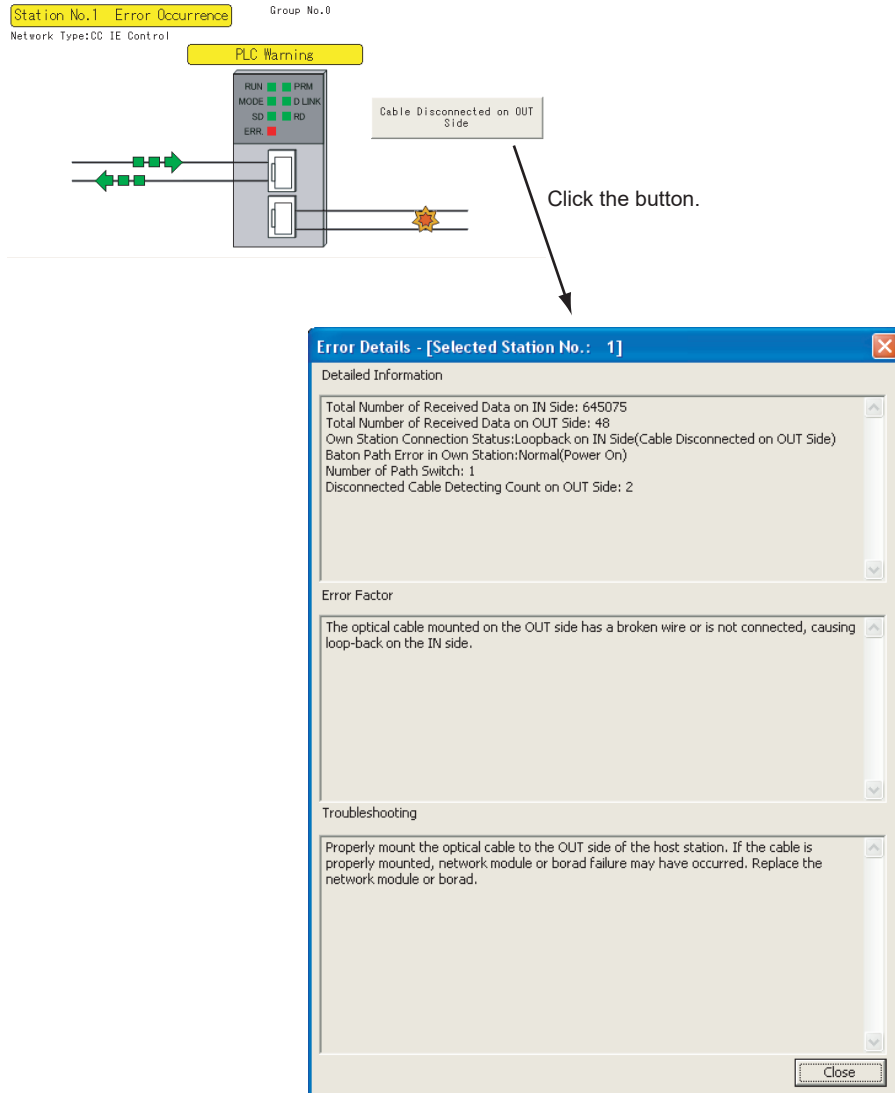 Station No.1 Error Occurrence
Group No.0
Network Type:CC IE Control
PLC Warning
RUN PRM
MODE D LINK
SD RD
ERR.
Cable Disconnected on OUT
Side
Click the button.
Error Details - [Selected Station No.: 1]
Detailed Information
Total Number of Received Data on IN Side: 645075
Total Number of Received Data on OUT Side: 48
Own Station Connection Status:Loopback on IN Side(Cable Disconnected on OUT Side)
Baton Path Error in Own Station:Normal(Power On)
Number of Path Switch: 1
Disconnected Cable Detecting Count on OUT Side: 2
Error Factor
The optical cable mounted on the OUT side has a broken wire or is not connected, causing
loop-back on the IN side.
Troubleshooting
Properly mount the optical cable to the OUT side of the host station. If the cable is
properly mounted, network module or borad failure may have occurred. Replace the
network module or borad.
Close